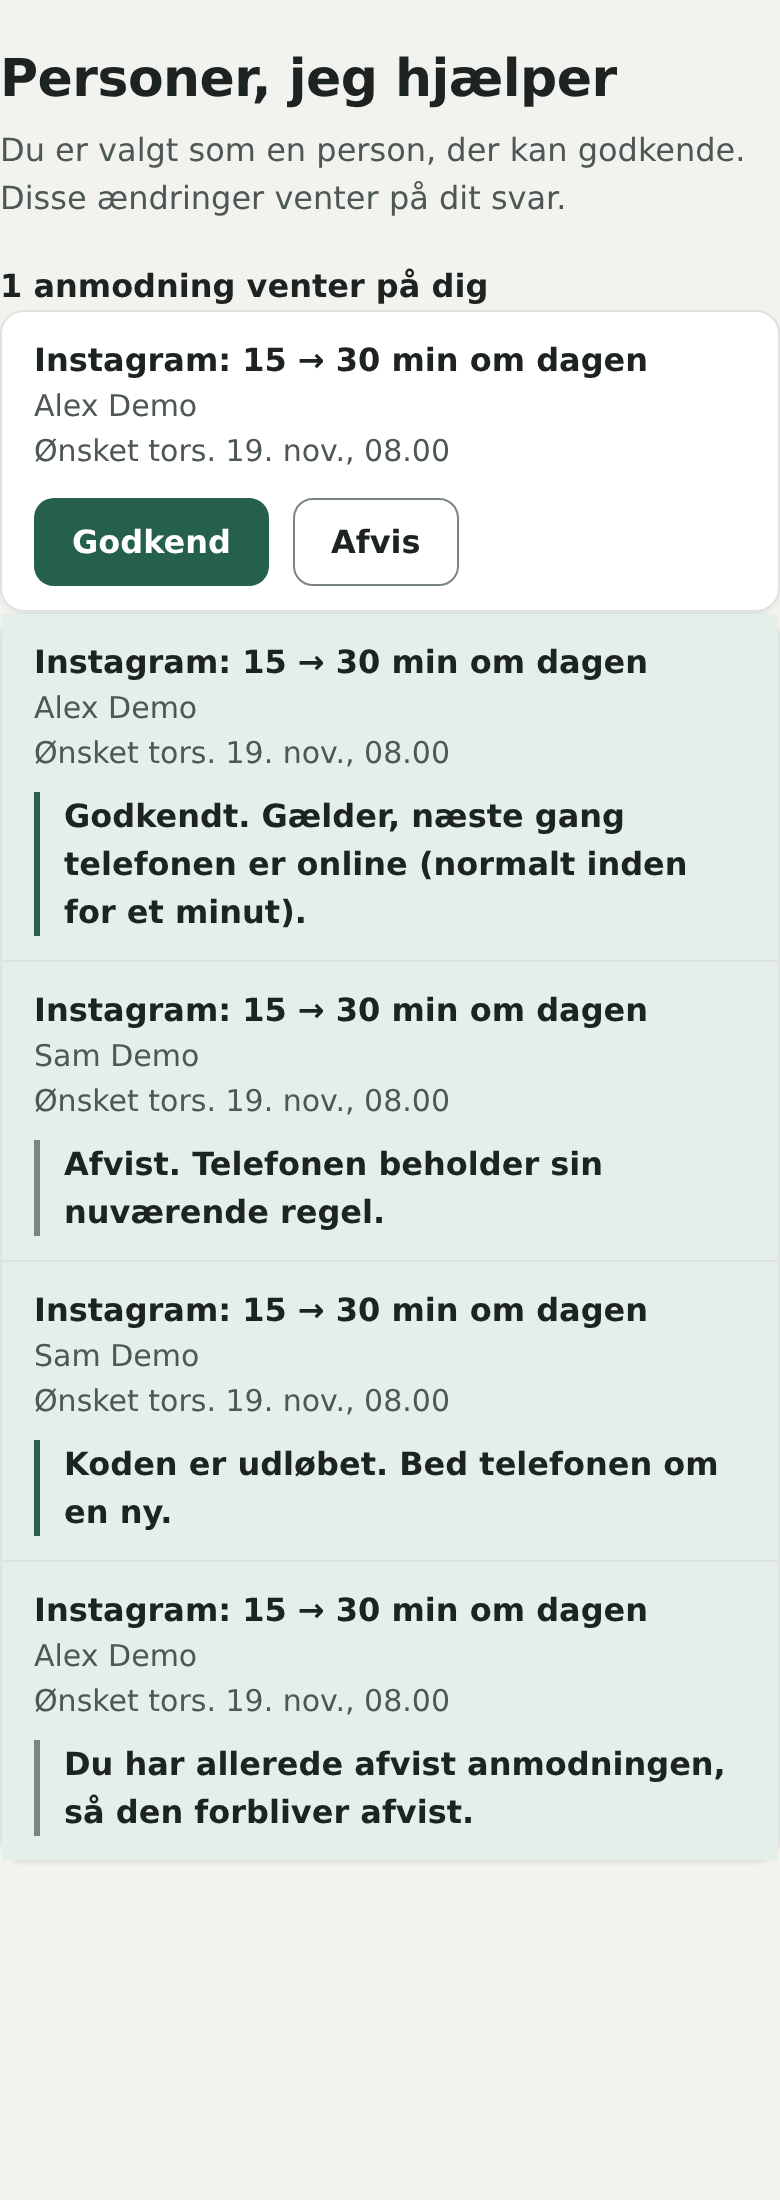 Personer, jeg hjælper
Du er valgt som en person, der kan godkende.
Disse ændringer venter på dit svar.
1 anmodning venter på dig
Instagram: 15 → 30 min om dagen
Alex Demo
Ønsket tors. 19. nov., 08.00
Godkend
Afvis
Instagram: 15 → 30 min om dagen
Alex Demo
Ønsket tors. 19. nov., 08.00
Godkendt. Gælder, næste gang
telefonen er online (normalt inden
for et minut).
Instagram: 15 → 30 min om dagen
Sam Demo
Ønsket tors. 19. nov., 08.00
Afvist. Telefonen beholder sin
nuværende regel.
Instagram: 15 → 30 min om dagen
Sam Demo
Ønsket tors. 19. nov., 08.00
Koden er udløbet. Bed telefonen om
en ny.
Instagram: 15 → 30 min om dagen
Alex Demo
Ønsket tors. 19. nov., 08.00
Du har allerede afvist anmodningen,
så den forbliver afvist.